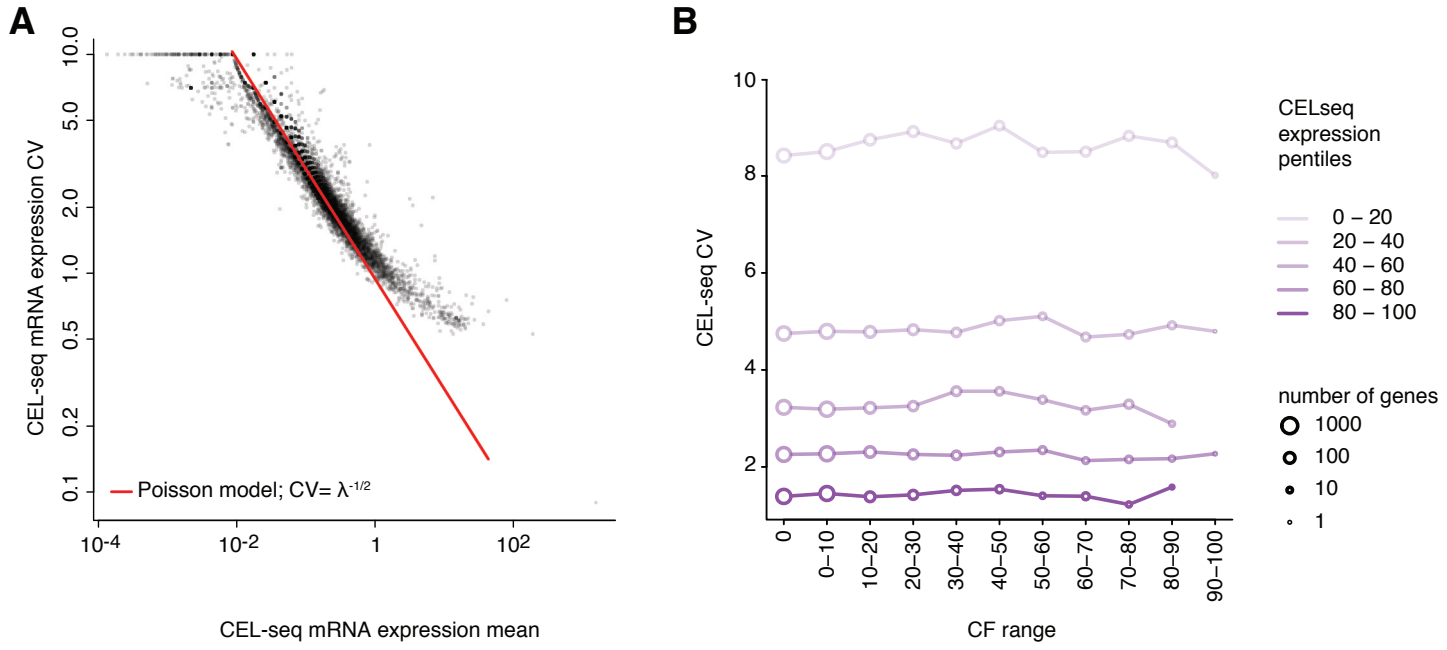 A
10.0
5.0
2.0
1.0
0.5
0.2
0.1
CEL-seq mRNA expression CV
Poisson model; CV= λ-1/2
10-4
10-2
1
102
CEL-seq mRNA expression mean
B
10
8
6
4
2
CEL-seq CV
0
0–10
10–20
20–30
30–40
40–50
50–60
60–70
70–80
80–90
90–100
CF range
CELseq
expression
pentiles
0 – 20
20 – 40
40 – 60
60 – 80
80 – 100
number of genes
1000
100
10
1